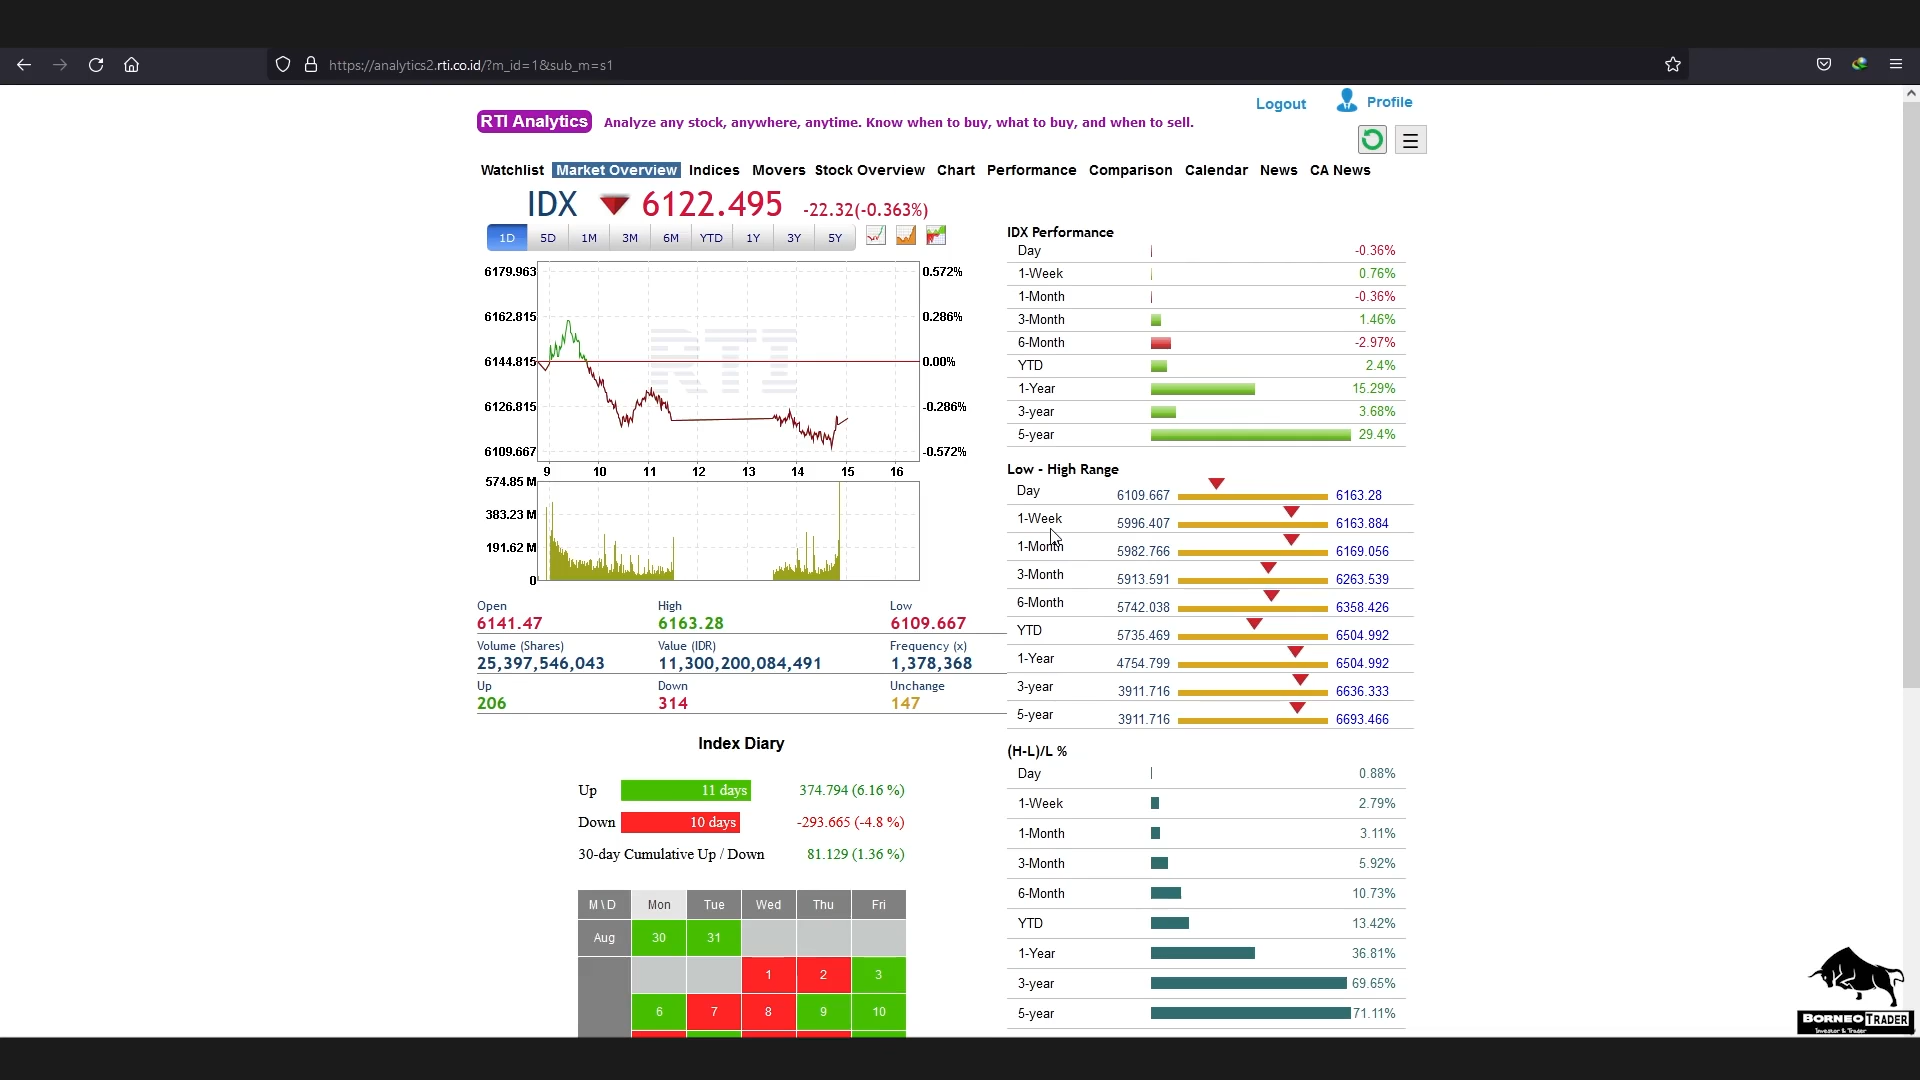 https://analytics2.rti.co.id/?m_id=1&sub_m=s1
Logout Profile
RTI Analytics Analyze any stock, anywhere, anytime. Know when to buy, what to buy, and when to sell.
Watchlist Market Overview Indices Movers Stock Overview Chart Performance Comparison Calendar News CA News
IDX 6122.495 -22.32(-0.363%)
1D 5D 1M 3M 6M YTD 1Y 3Y 5Y
6179.963 0.572%
6162.815 0.286%
6144.815 0.00%
6126.815 -0.286%
6109.667 -0.572%
RTI
9 10 11 12 13 14 15 16
574.85 M
383.23 M
191.62 M
0
Open High Low
6141.47 6163.28 6109.667
Volume (Shares) Value (IDR) Frequency (x)
25,397,546,043 11,300,200,084,491 1,378,368
Up Down Unchange
206 314 147
Index Diary
Up 11 days 374.794 (6.16 %)
Down 10 days -293.665 (-4.8 %)
30-day Cumulative Up / Down 81.129 (1.36 %)
M \ D Mon Tue Wed Thu Fri
Aug 30 31
1 2 3
6 7 8 9 10
IDX Performance
Day -0.36%
1-Week 0.76%
1-Month -0.36%
3-Month 1.46%
6-Month -2.97%
YTD 2.4%
1-Year 15.29%
3-year 3.68%
5-year 29.4%
Low - High Range
Day 6109.667 6163.28
1-Week 5996.407 6163.884
1-Month 5982.766 6169.056
3-Month 5913.591 6263.539
6-Month 5742.038 6358.426
YTD 5735.469 6504.992
1-Year 4754.799 6504.992
3-year 3911.716 6636.333
5-year 3911.716 6693.466
(H-L)/L %
Day 0.88%
1-Week 2.79%
1-Month 3.11%
3-Month 5.92%
6-Month 10.73%
YTD 13.42%
1-Year 36.81%
3-year 69.65%
5-year 71.11%
BORNEO TRADER
Investor & Trader